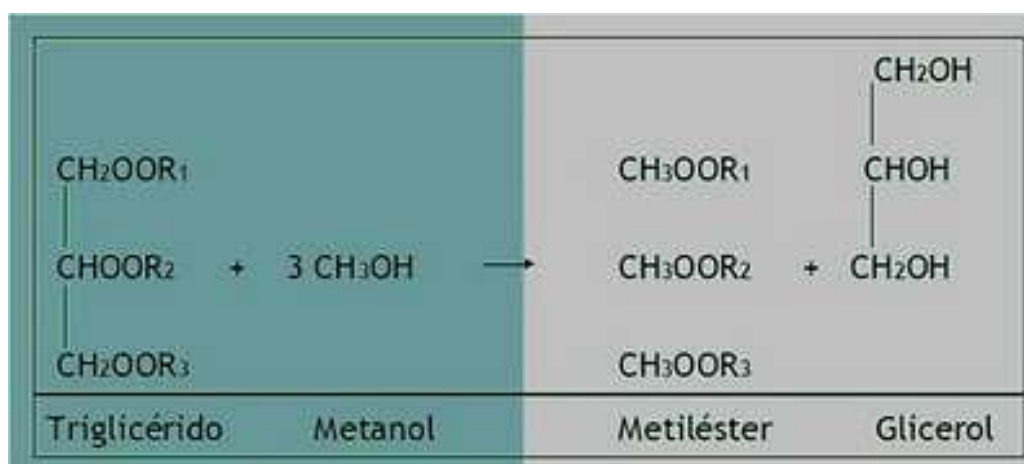 CH₂OH
CH₂OOR₁ CH₃OOR₁ CHOH
CHOOR₂ + 3 CH₃OH → CH₃OOR₂ + CH₂OH
CH₂OOR₃ CH₃OOR₃
Triglicérido Metanol Metiléster Glicerol